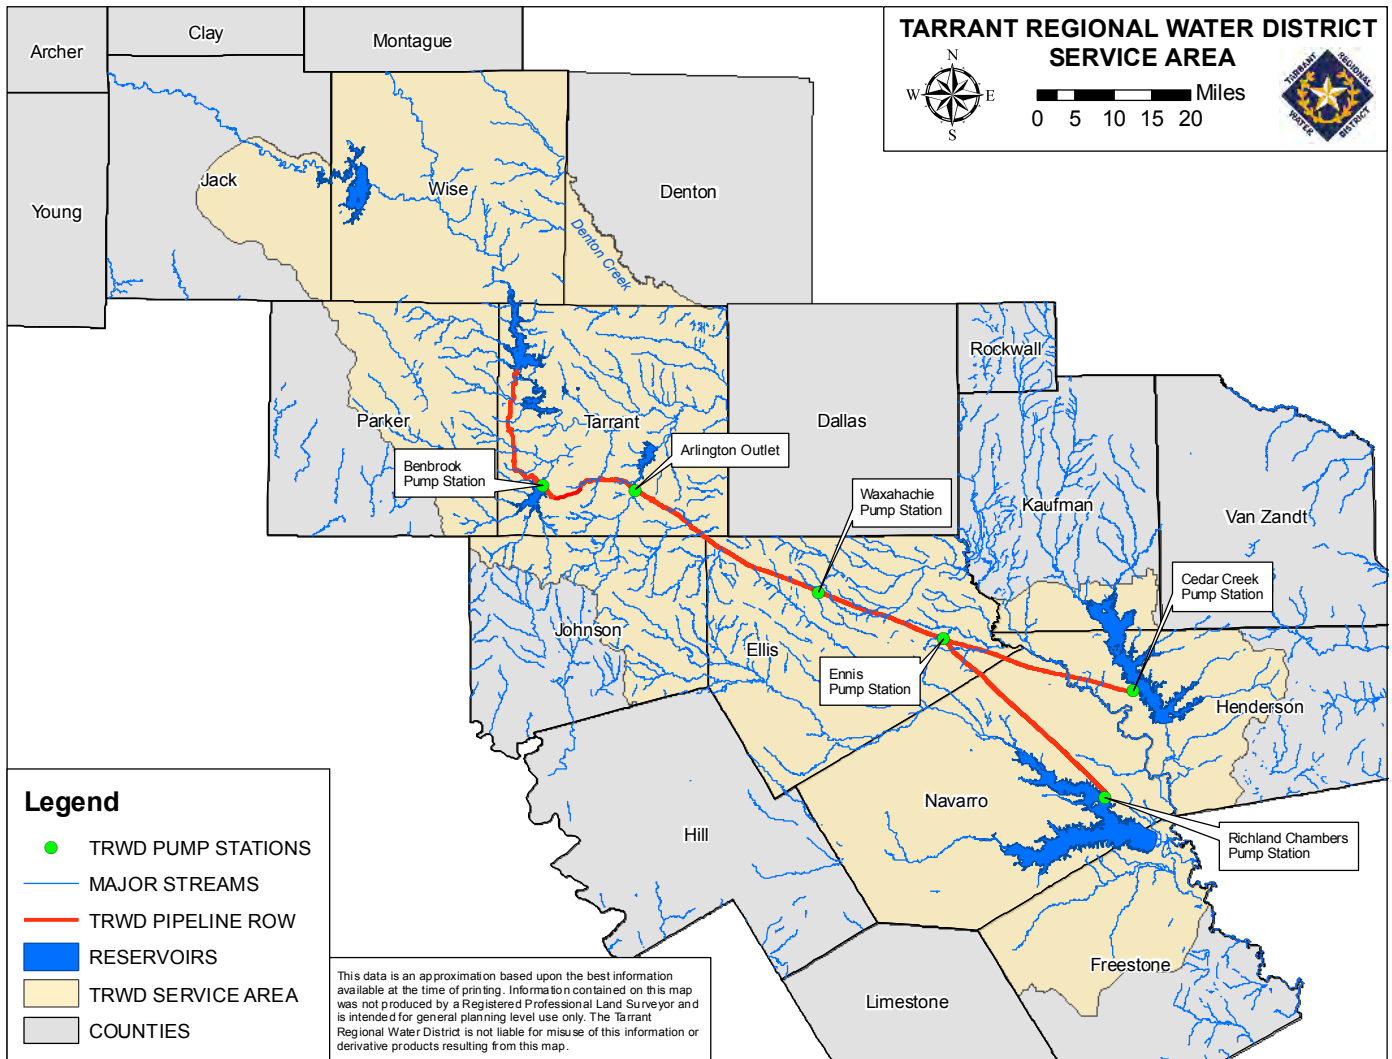 TARRANT REGIONAL WATER DISTRICT
SERVICE AREA
N
W
E
S
Miles
0 5 10 15 20
TARRANT REGIONAL
WATER DISTRICT
Archer
Clay
Montague
Jack
Wise
Denton
Young
Denton Creek
Rockwall
Parker
Tarrant
Dallas
Arlington Outlet
Benbrook
Pump Station
Waxahachie
Pump Station
Kaufman
Van Zandt
Cedar Creek
Pump Station
Johnson
Ellis
Ennis
Pump Station
Henderson
Navarro
Hill
Richland Chambers
Pump Station
Freestone
Limestone
Legend
TRWD PUMP STATIONS
MAJOR STREAMS
TRWD PIPELINE ROW
RESERVOIRS
TRWD SERVICE AREA
COUNTIES
This data is an approximation based upon the best information
available at the time of printing. Information contained on this map
was not produced by a Registered Professional Land Surveyor and
is intended for general planning level use only. The Tarrant
Regional Water District is not liable for misuse of this information or
derivative products resulting from this map.